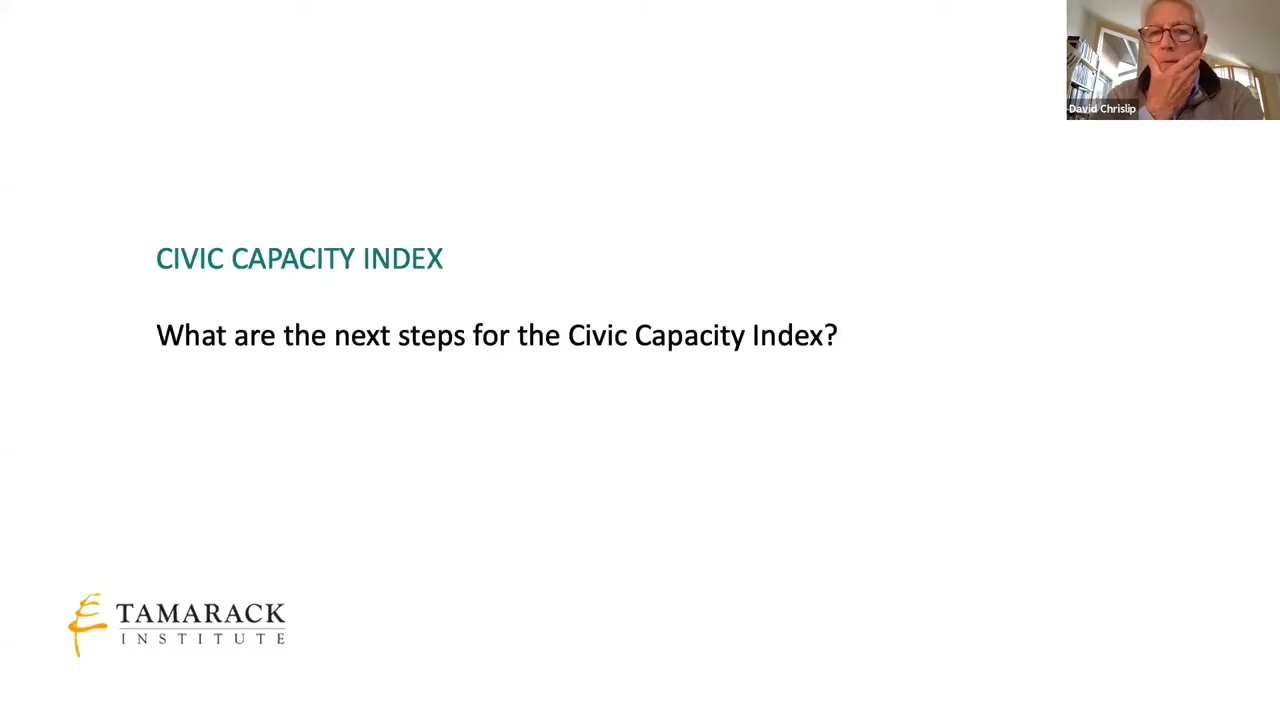 David Chrislip
CIVIC CAPACITY INDEX
What are the next steps for the Civic Capacity Index?
TAMARACK
INSTITUTE